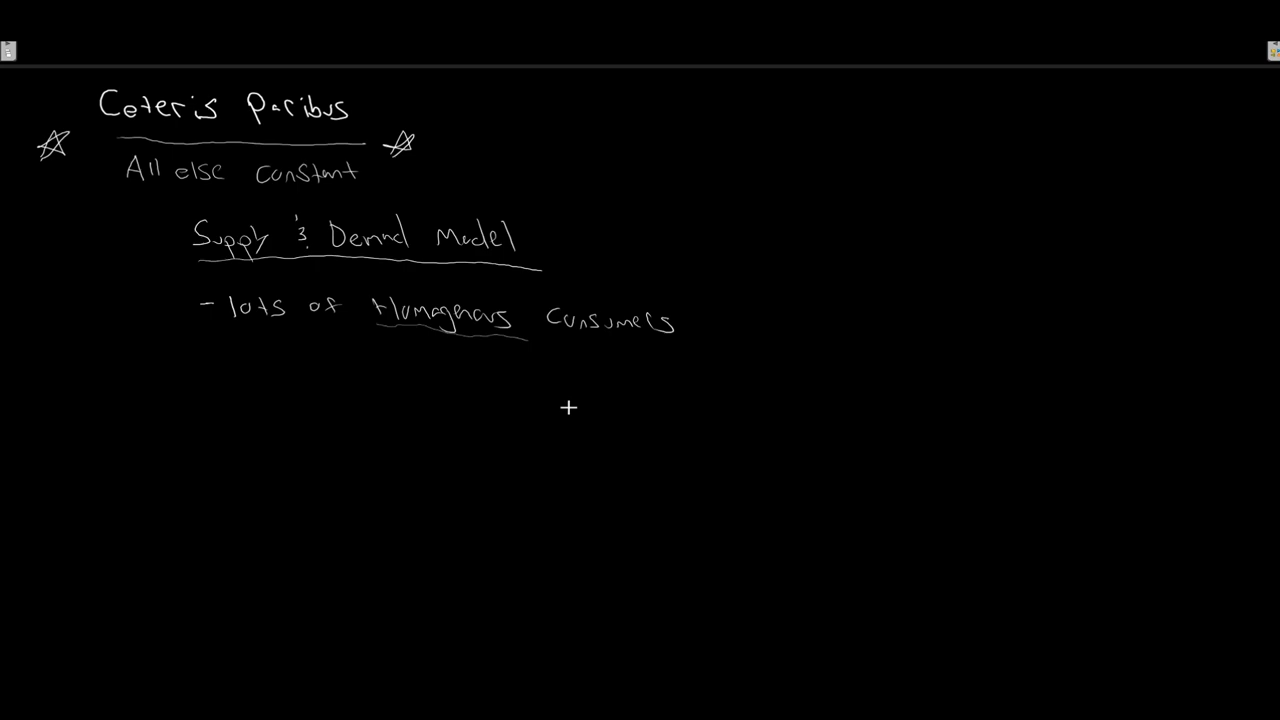 Ceteris Paribus
All else constant
Supply & Demand Model
- lots of Homogenous consumers